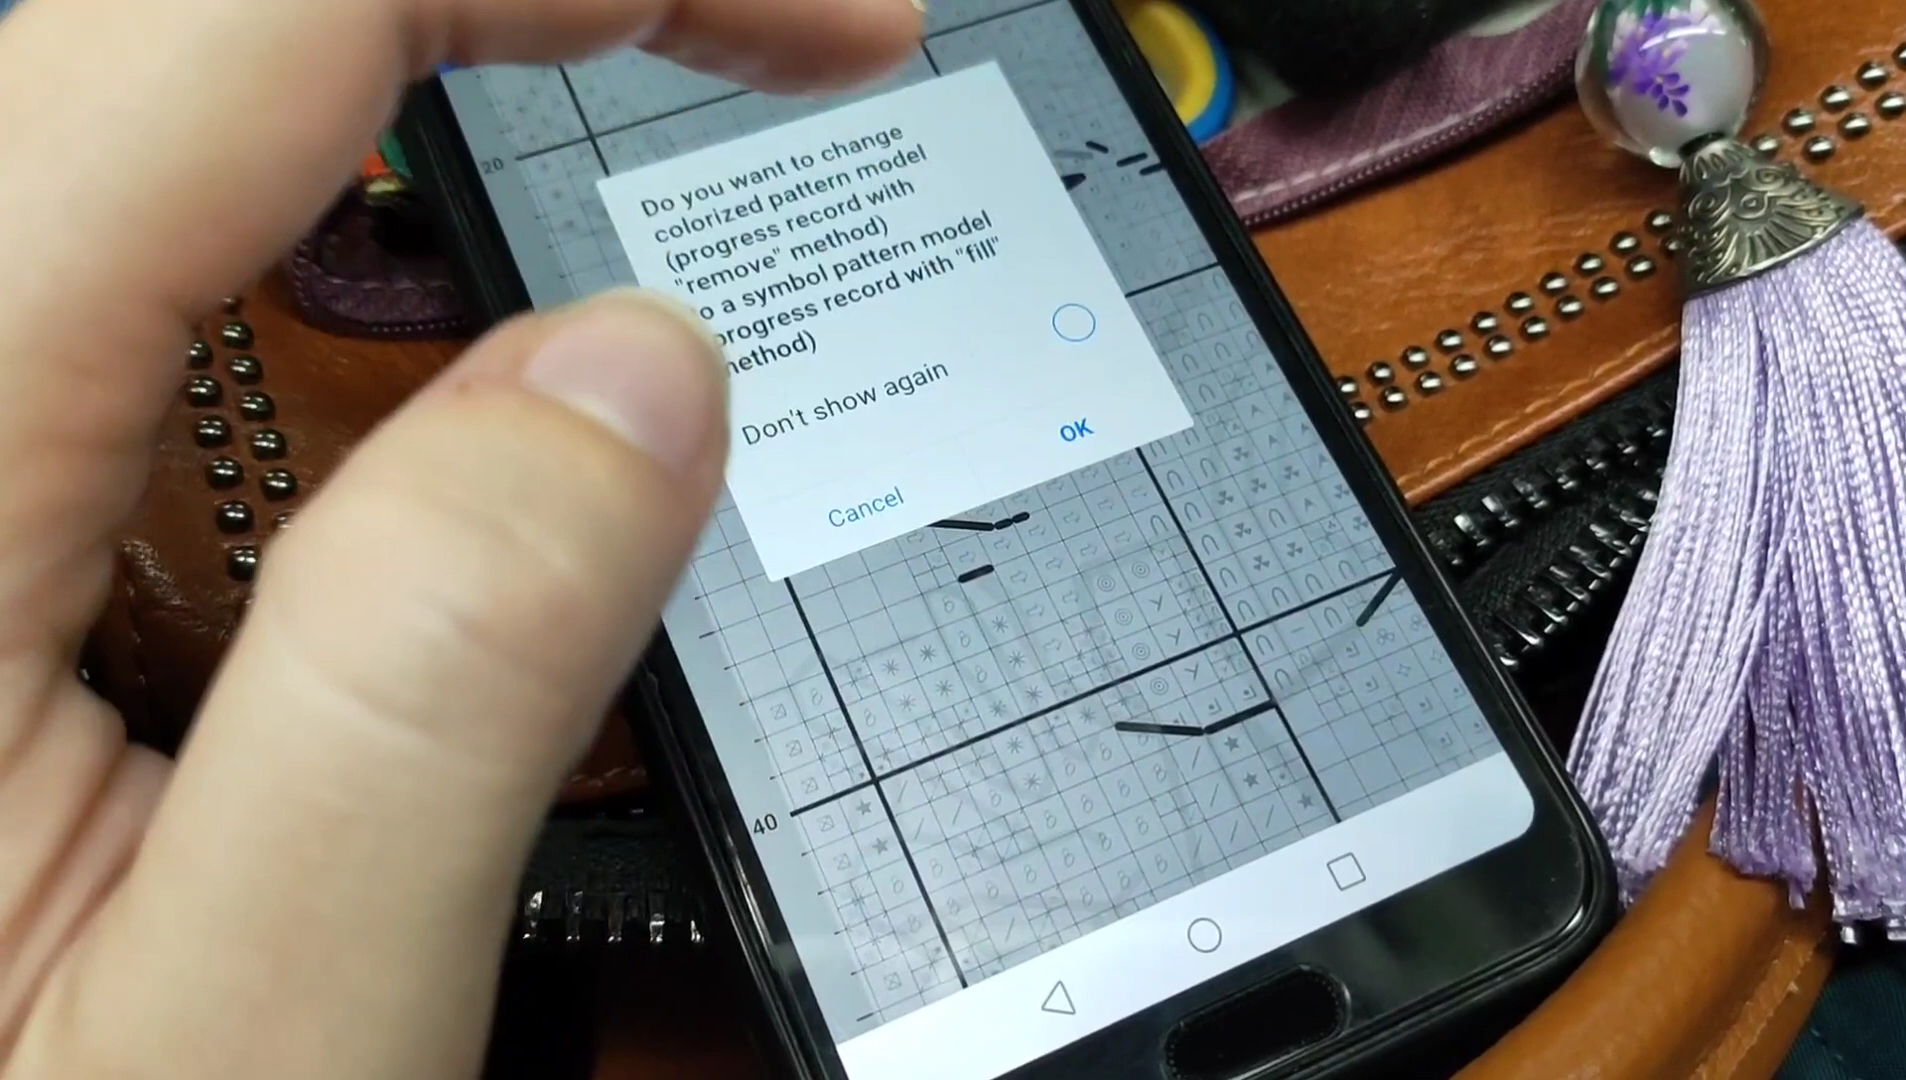 20
Do you want to change
colorized pattern model
(progress record with
"remove" method)
o a symbol pattern model
progress record with "fill"
method)
Don't show again
OK
Cancel
40